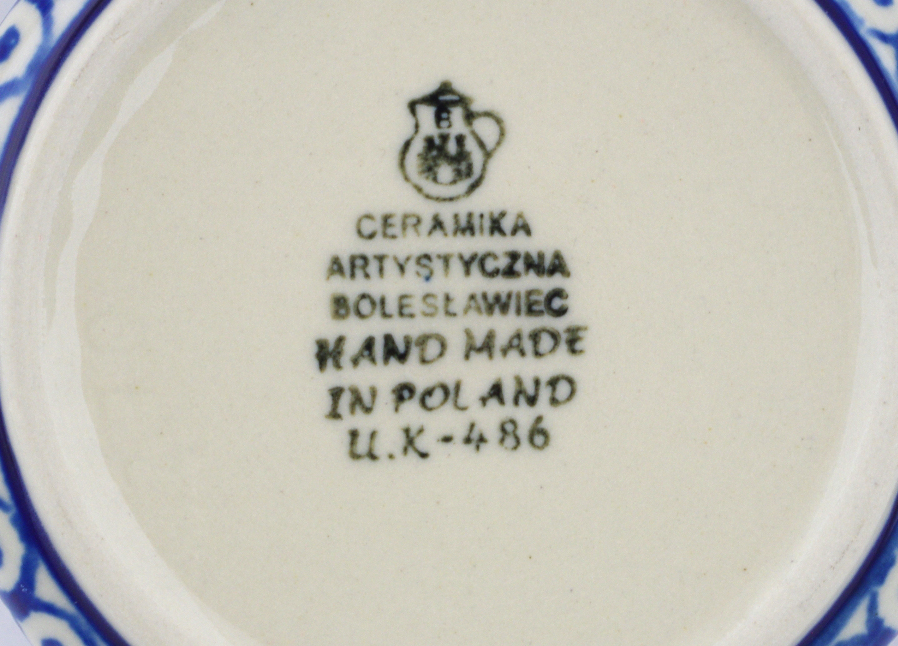 B
CERAMIKA
ARTYSTYCZNA
BOLESŁAWIEC
HAND MADE
IN POLAND
U.K-486